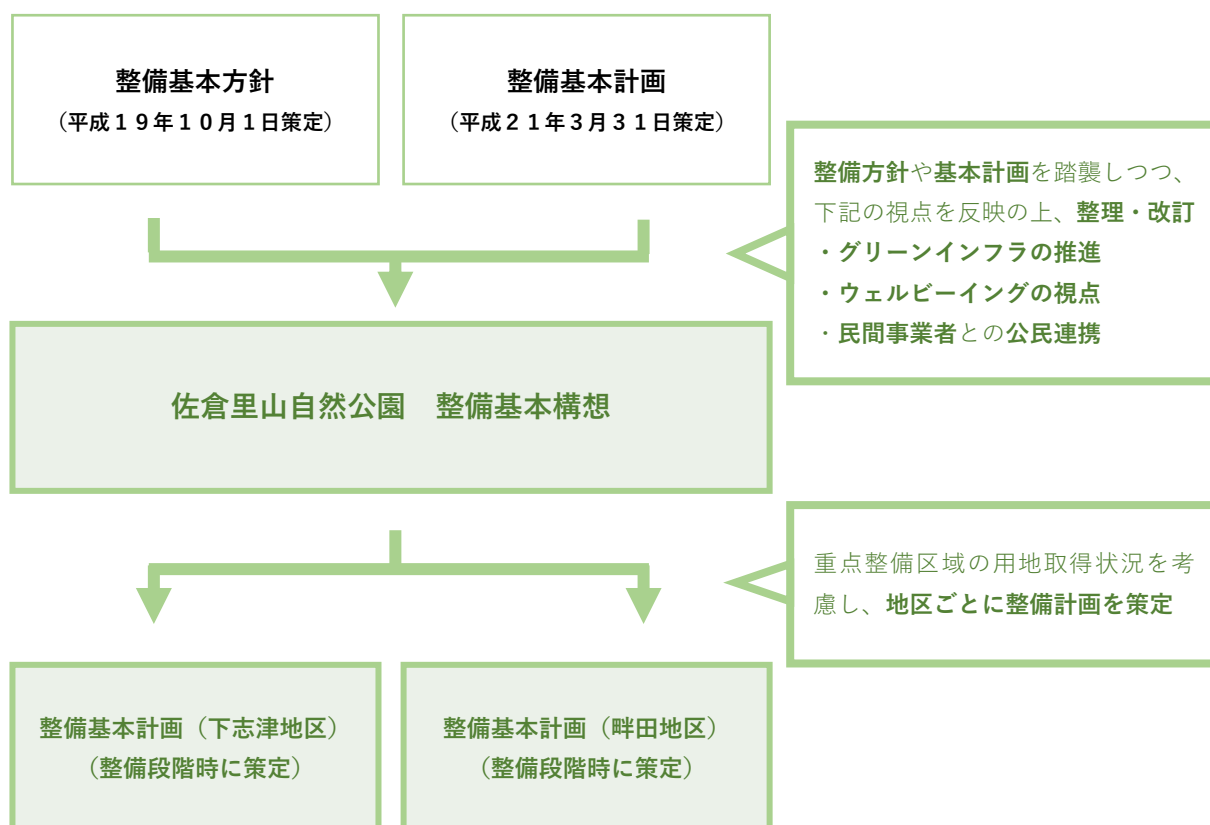 整備基本方針
（平成１９年１０月１日策定）
整備基本計画
（平成２１年３月３１日策定）
整備方針や基本計画を踏襲しつつ、
下記の視点を反映の上、整理・改訂
・グリーンインフラの推進
・ウェルビーイングの視点
・民間事業者との公民連携
佐倉里山自然公園　整備基本構想
重点整備区域の用地取得状況を考
慮し、地区ごとに整備計画を策定
整備基本計画（下志津地区）
（整備段階時に策定）
整備基本計画（畔田地区）
（整備段階時に策定）